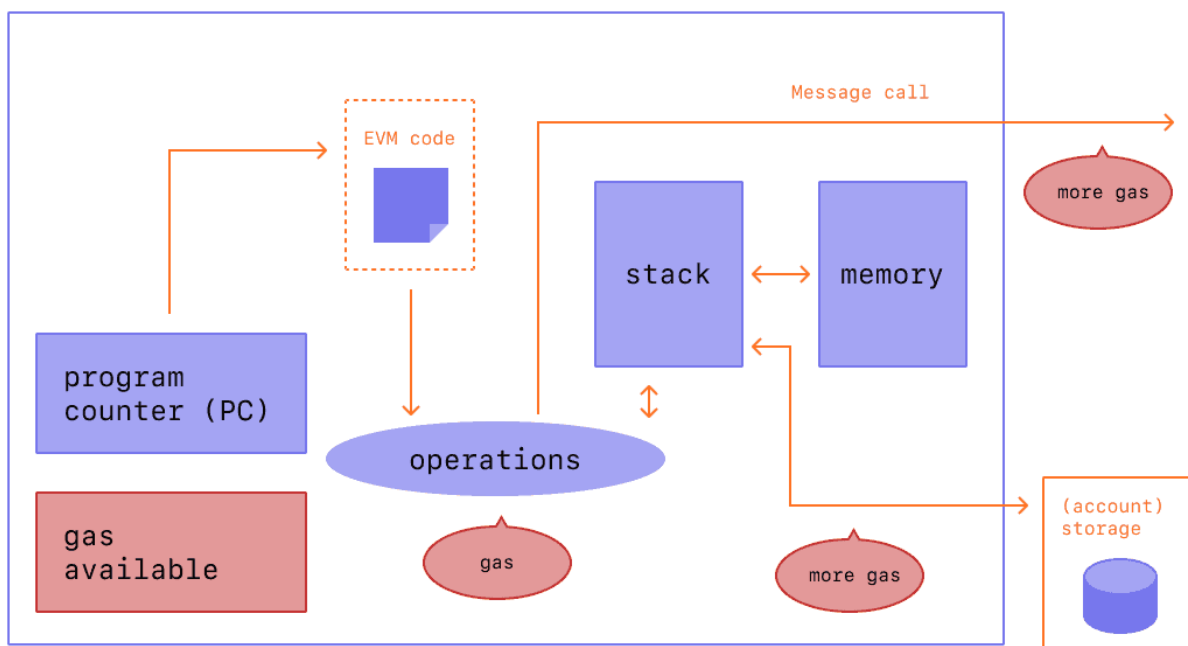 Message call
EVM code
more gas
stack
memory
program
counter (PC)
operations
(account)
storage
gas
available
gas
more gas